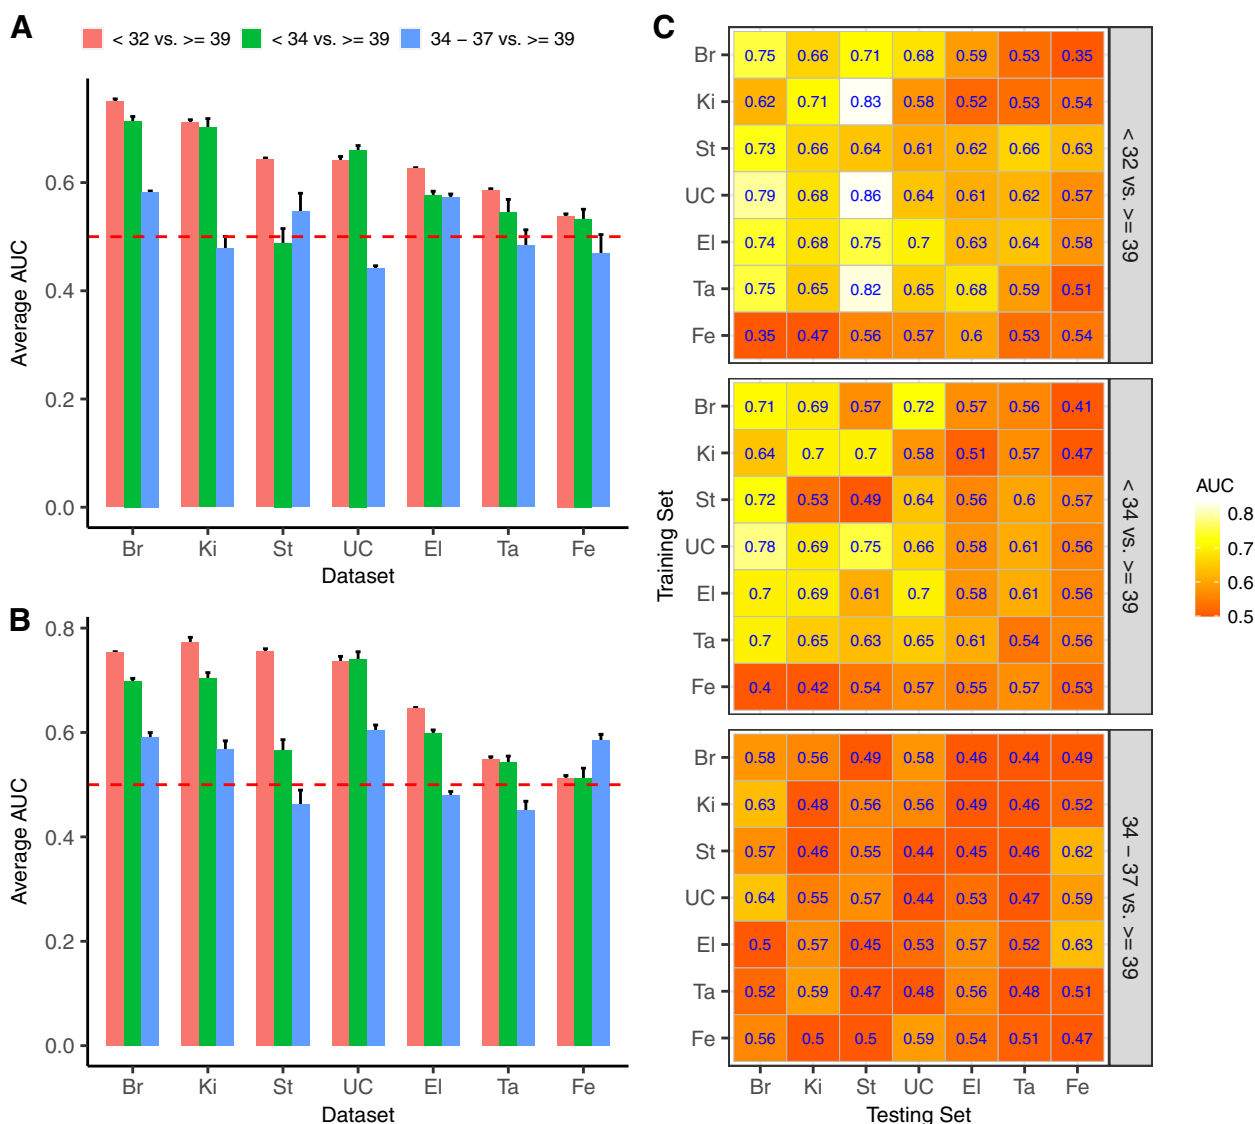 A
< 32 vs. >= 39 < 34 vs. >= 39 34 − 37 vs. >= 39
Average AUC
0.6
0.4
0.2
0.0
Br Ki St UC El Ta Fe
Dataset
B
Average AUC
0.8
0.6
0.4
0.2
0.0
Br Ki St UC El Ta Fe
Dataset
C
Training Set
Br 0.75 0.66 0.71 0.68 0.59 0.53 0.35
Ki 0.62 0.71 0.83 0.58 0.52 0.53 0.54
St 0.73 0.66 0.64 0.61 0.62 0.66 0.63
UC 0.79 0.68 0.86 0.64 0.61 0.62 0.57
El 0.74 0.68 0.75 0.7 0.63 0.64 0.58
Ta 0.75 0.65 0.82 0.65 0.68 0.59 0.51
Fe 0.35 0.47 0.56 0.57 0.6 0.53 0.54
< 32 vs. >= 39
Br 0.71 0.69 0.57 0.72 0.57 0.56 0.41
Ki 0.64 0.7 0.7 0.58 0.51 0.57 0.47
St 0.72 0.53 0.49 0.64 0.56 0.6 0.57
UC 0.78 0.69 0.75 0.66 0.58 0.61 0.56
El 0.7 0.69 0.61 0.7 0.58 0.61 0.56
Ta 0.7 0.65 0.63 0.65 0.61 0.54 0.56
Fe 0.4 0.42 0.54 0.57 0.55 0.57 0.53
< 34 vs. >= 39
Br 0.58 0.56 0.49 0.58 0.46 0.44 0.49
Ki 0.63 0.48 0.56 0.56 0.49 0.46 0.52
St 0.57 0.46 0.55 0.44 0.45 0.46 0.62
UC 0.64 0.55 0.57 0.44 0.53 0.47 0.59
El 0.5 0.57 0.45 0.53 0.57 0.52 0.63
Ta 0.52 0.59 0.47 0.48 0.56 0.48 0.51
Fe 0.56 0.5 0.5 0.59 0.54 0.51 0.47
34 − 37 vs. >= 39
Br Ki St UC El Ta Fe
Testing Set
AUC
0.8
0.7
0.6
0.5